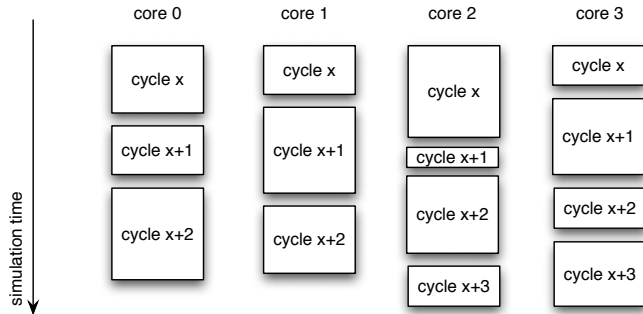 core 0
core 1
core 2
core 3
simulation time
cycle x
cycle x+1
cycle x+2
cycle x
cycle x+1
cycle x+2
cycle x
cycle x+1
cycle x+2
cycle x+3
cycle x
cycle x+1
cycle x+2
cycle x+3